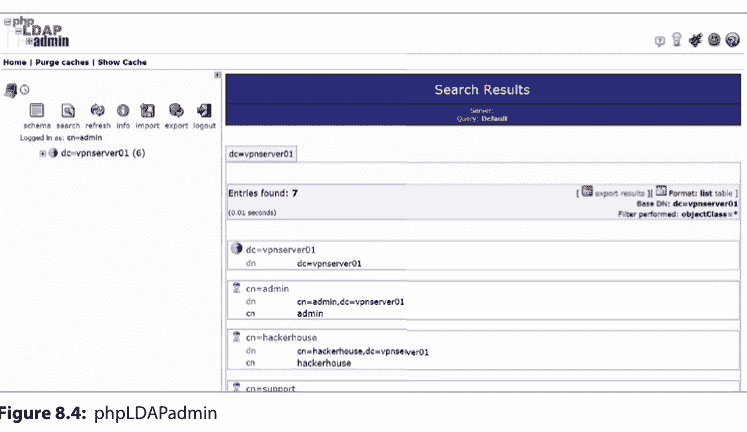 php
LDAP
admin
Home | Purge caches | Show Cache
schema search refresh info import export logout
Logged in as: cn=admin
dc=vpnserver01 (6)
Search Results
Server:
Query: Default
dc=vpnserver01
Entries found: 7
[ export results ][ Format: list table ]
Base DN: dc=vpnserver01
(0.01 seconds)
Filter performed: objectClass=*
dc=vpnserver01
dn dc=vpnserver01
cn=admin
dn cn=admin,dc=vpnserver01
cn admin
cn=hackerhouse
dn cn=hackerhouse,dc=vpnserver01
cn hackerhouse
cn=support
Figure 8.4: phpLDAPadmin